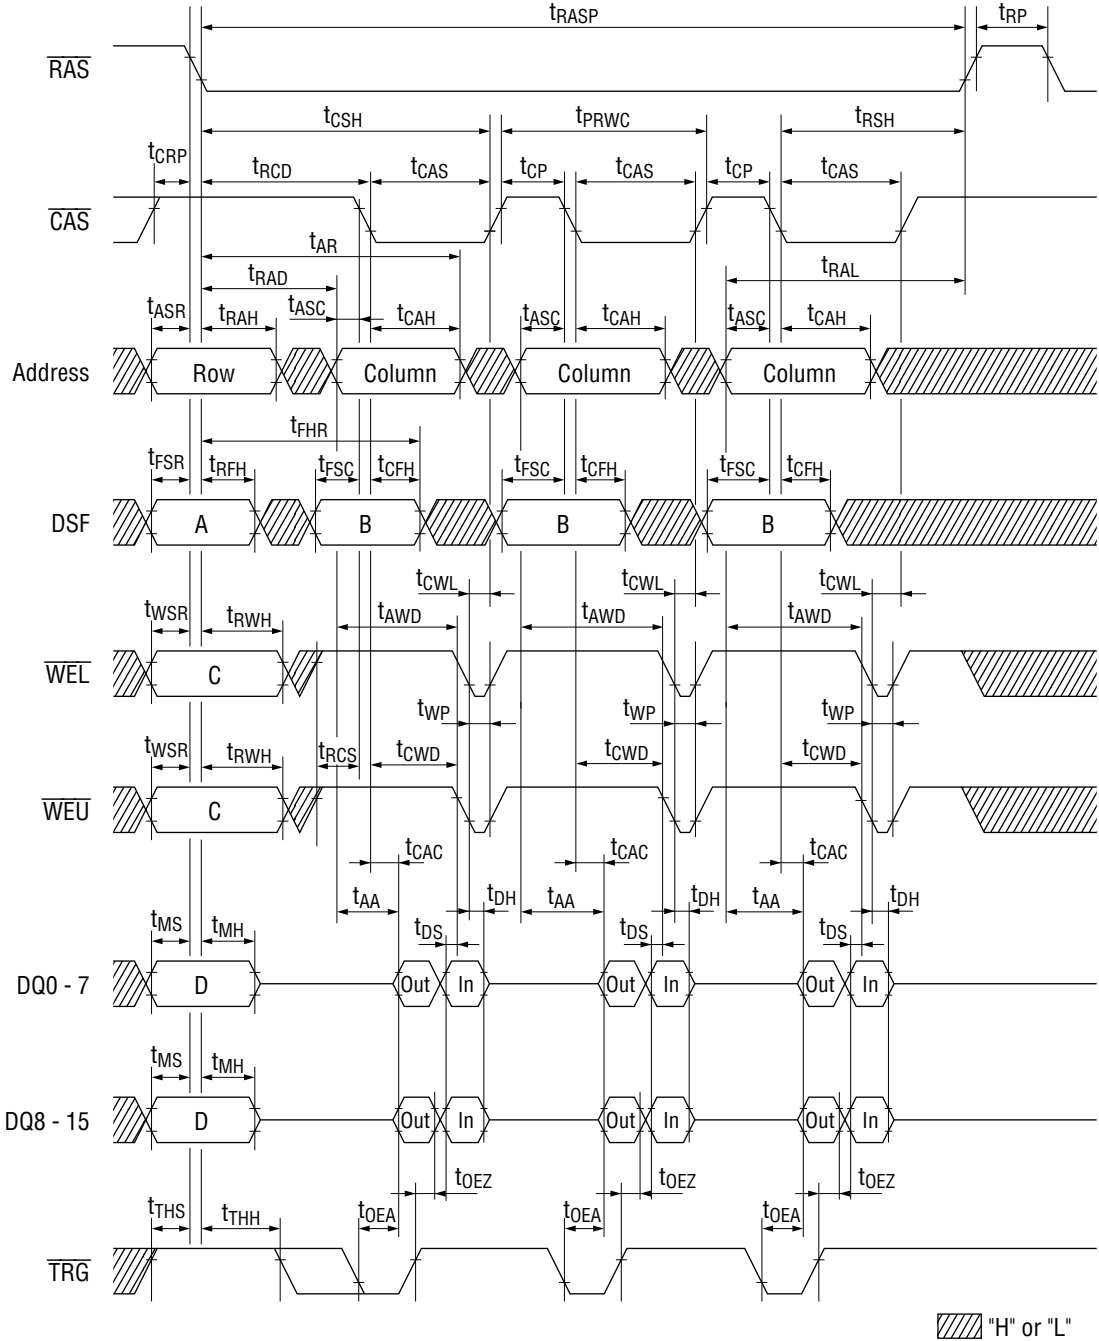 tRASP tRP
RAS
tCSH tPRWC tRSH
tCRP tRCD tCAS tCP tCAS tCP tCAS
CAS
tAR
tRAD tRAL
tASR tRAH tASC tCAH tASC tCAH tASC tCAH
Address Row Column Column Column
tFHR
tFSR tRFH tFSC tCFH tFSC tCFH tFSC tCFH
DSF A B B B
tCWL tCWL tCWL
tWSR tRWH tAWD tAWD tAWD
WEL C
tWP tWP tWP
tWSR tRWH tRCS tCWD tCWD tCWD
WEU C
tCAC tCAC tCAC
tAA tDH tAA tDH tAA tDH
tMS tMH tDS tDS tDS
DQ0 - 7 D Out In Out In Out In
tMS tMH
DQ8 - 15 D Out In Out In Out In
tOEZ tOEZ tOEZ
tTHS tTHH tOEA tOEA tOEA
TRG
"H" or "L"